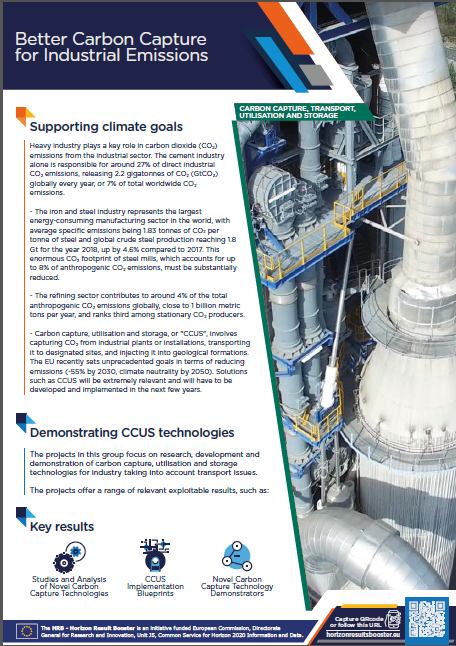 Better Carbon Capture
for Industrial Emissions
CARBON CAPTURE, TRANSPORT,
UTILISATION AND STORAGE
Supporting climate goals
Heavy industry plays a key role in carbon dioxide (CO₂)
emissions from the industrial sector. The cement industry
alone is responsible for around 27% of direct industrial
CO₂ emissions, releasing 2.2 gigatonnes of CO₂ (GtCO₂)
globally every year, or 7% of total worldwide CO₂
emissions.
- The iron and steel industry represents the largest
energy-consuming manufacturing sector in the world, with
average specific emissions being 1.83 tonnes of CO₂ per
tonne of steel and global crude steel production reaching 1.8
Gt for the year 2018, up by 4.6% compared to 2017. This
enormous CO₂ footprint of steel mills, which accounts for up
to 8% of anthropogenic CO₂ emissions, must be substantially
reduced.
- The refining sector contributes to around 4% of the total
anthropogenic CO₂ emissions globally, close to 1 billion metric
tons per year, and ranks third among stationary CO₂ producers.
- Carbon capture, utilisation and storage, or "CCUS", involves
capturing CO₂ from industrial plants or installations, transporting
it to designated sites, and injecting it into geological formations.
The EU recently sets unprecedented goals in terms of reducing
emissions (-55% by 2030, climate neutrality by 2050). Solutions
such as CCUS will be extremely relevant and will have to be
developed and implemented in the next few years.
Demonstrating CCUS technologies
The projects in this group focus on research, development and
demonstration of carbon capture, utilisation and storage
technologies for industry taking into account transport issues.
The projects offer a range of relevant exploitable results, such as:
Key results
Studies and Analysis
of Novel Carbon
Capture Technologies
CCUS
Implementation
Blueprints
Novel Carbon
Capture Technology
Demonstrators
The HRB - Horizon Result Booster is an initiative funded European Commission, Directorate
General for Research and Innovation, Unit J5, Common Service for Horizon 2020 Information and Data.
Capture QRcode
or follow this URL
horizonresultsbooster.eu